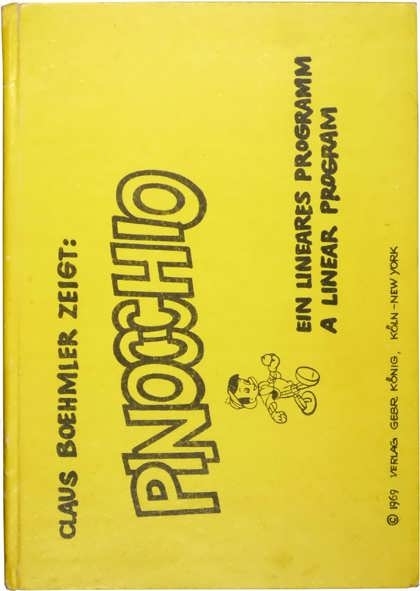 CLAUS BOEHMLER ZEIGT:
PINOCCHIO
EIN LINEARES PROGRAMM
A LINEAR PROGRAM
© 1969 VERLAG GEBR. KÖNIG, KÖLN-NEW YORK